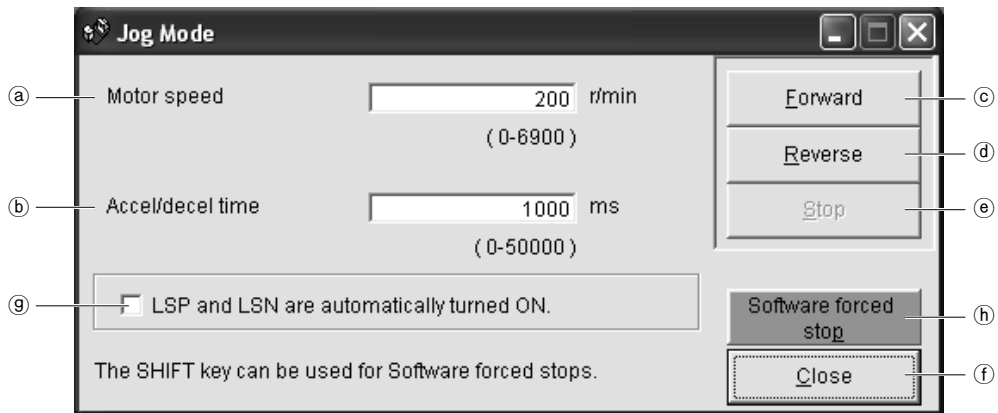 Jog Mode
ⓐ Motor speed 200 r/min
(0-6900)
ⓑ Accel/decel time 1000 ms
(0-50000)
Forward ⓒ
Reverse ⓓ
Stop ⓔ
ⓖ LSP and LSN are automatically turned ON.
Software forced stop ⓗ
The SHIFT key can be used for Software forced stops.
Close ⓕ